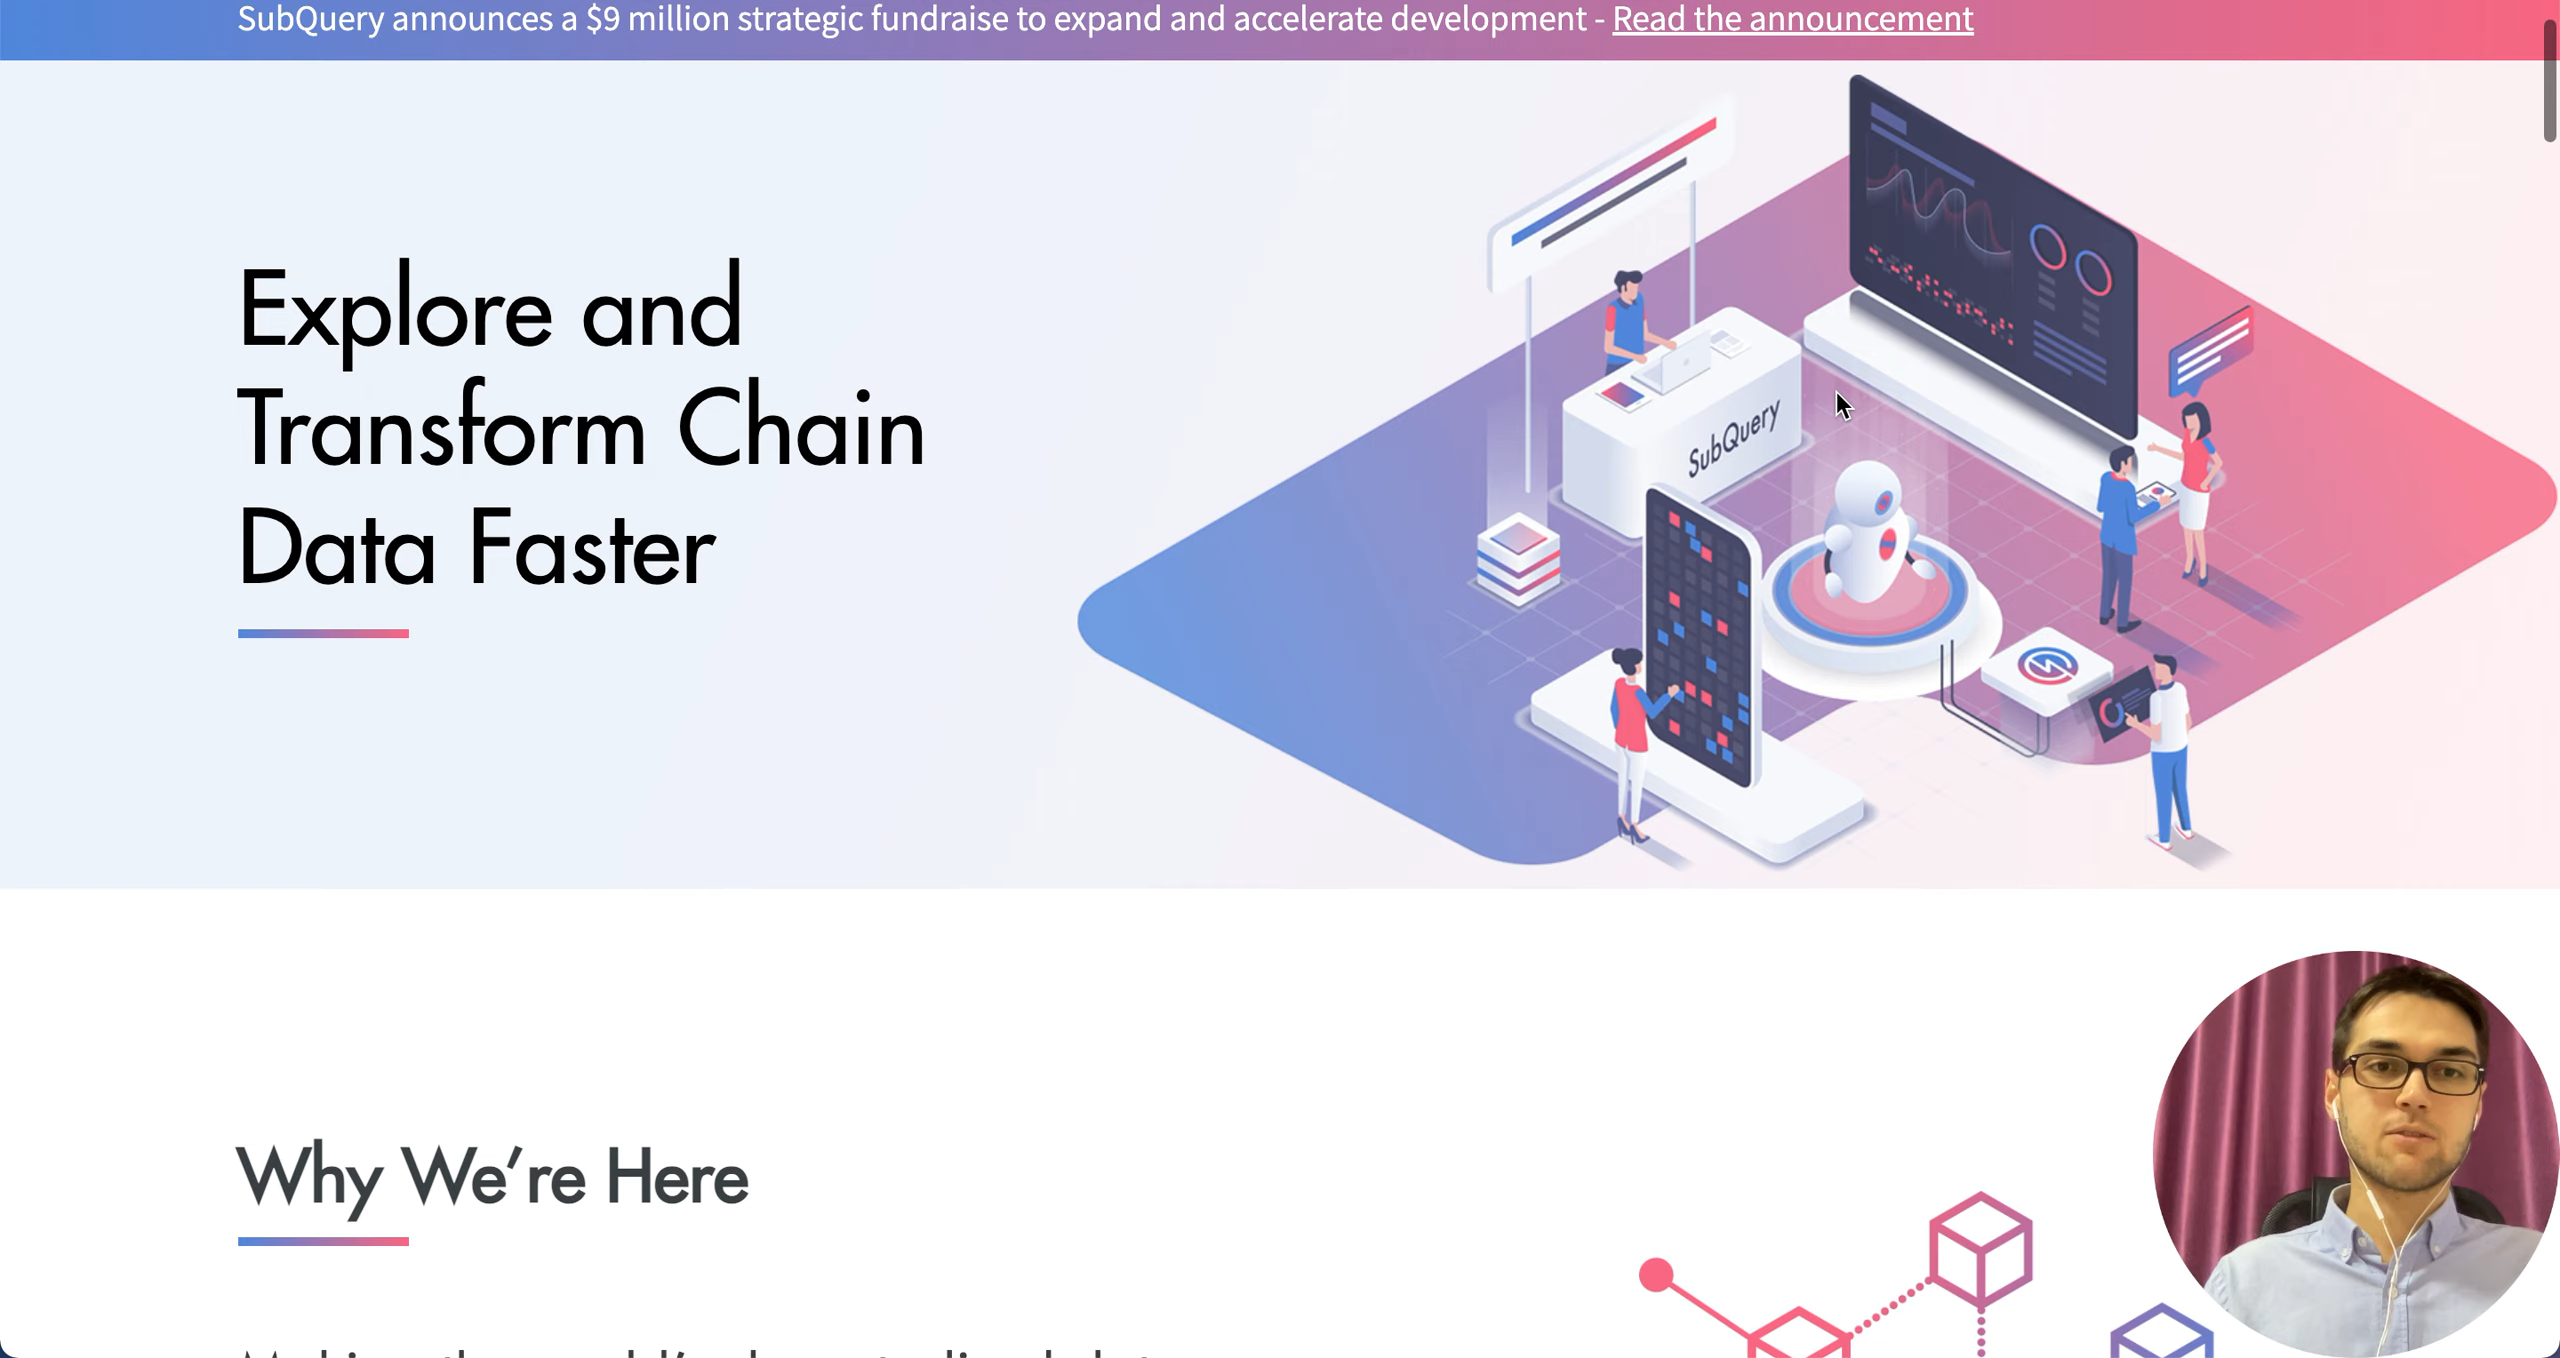 SubQuery announces a $9 million strategic fundraise to expand and accelerate development - Read the announcement
Explore and
Transform Chain
Data Faster
SubQuery
Why We're Here